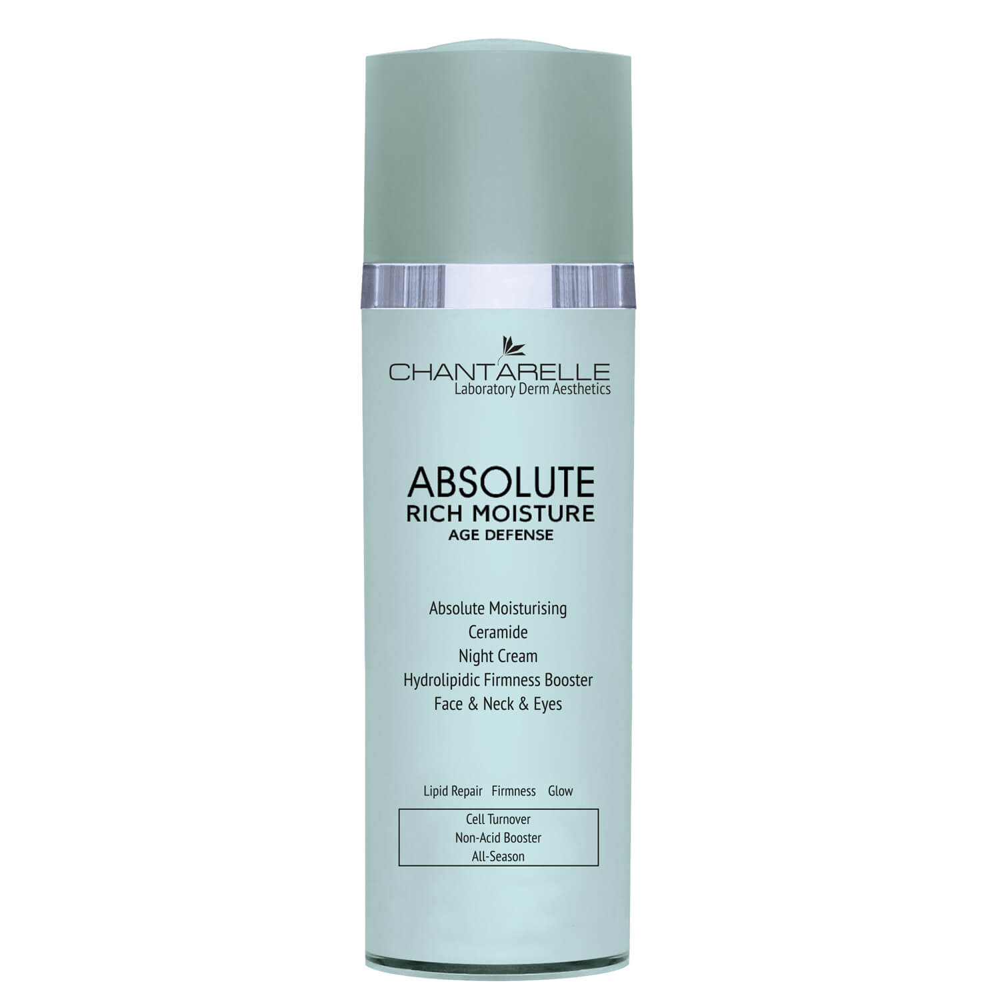 CHANTARELLE
Laboratory Derm Aesthetics
ABSOLUTE
RICH MOISTURE
AGE DEFENSE
Absolute Moisturising
Ceramide
Night Cream
Hydrolipidic Firmness Booster
Face & Neck & Eyes
Lipid Repair Firmness Glow
Cell Turnover
Non-Acid Booster
All-Season